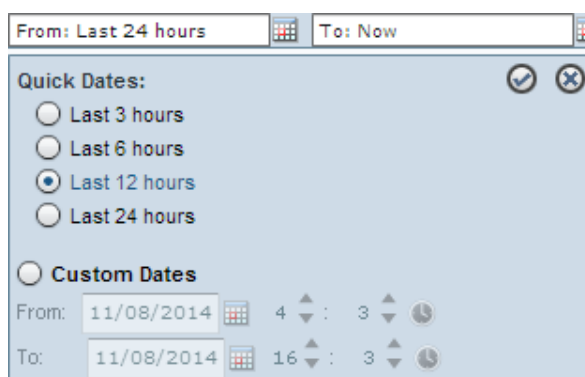 From: Last 24 hours To: Now
Quick Dates:
Last 3 hours
Last 6 hours
Last 12 hours
Last 24 hours
Custom Dates
From: 11/08/2014 4 : 3
To: 11/08/2014 16 : 3